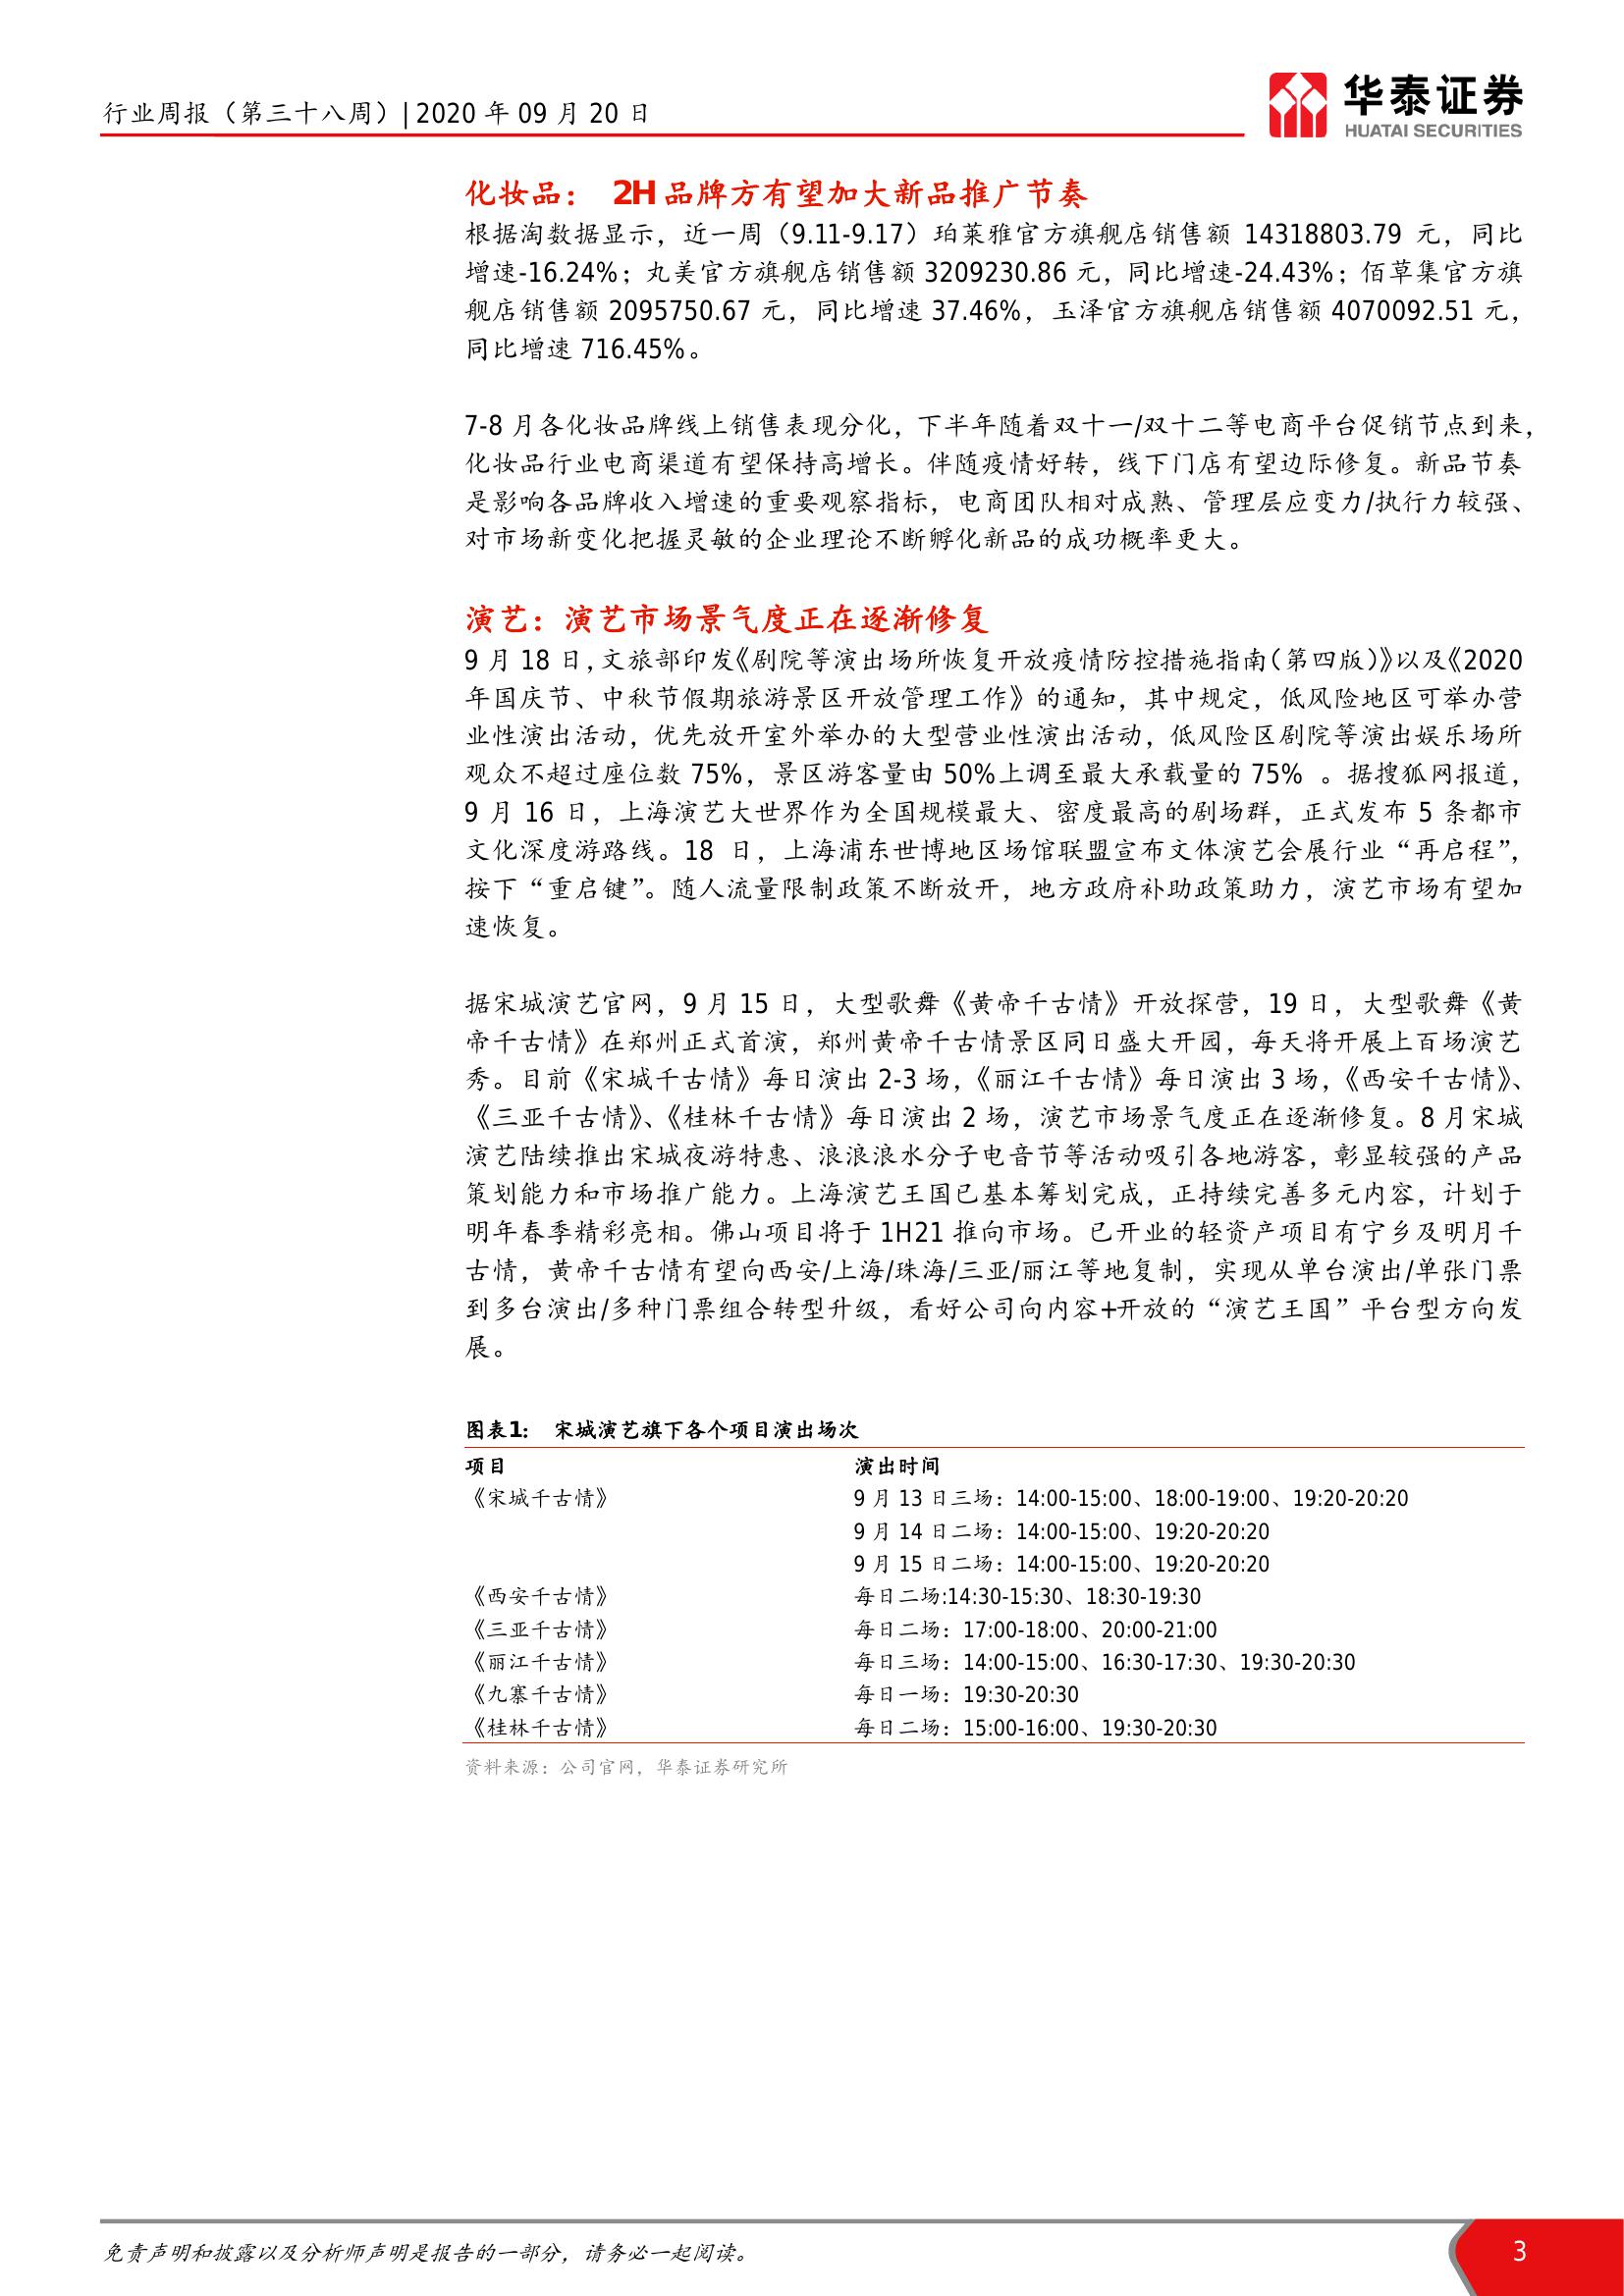 行业周报（第三十八周）|2020 年 09 月 20 日
华泰证券
HUATAI SECURITIES
化妆品： 2H 品牌方有望加大新品推广节奏
根据淘数据显示，近一周（9.11-9.17）珀莱雅官方旗舰店销售额 14318803.79 元，同比
增速-16.24%；丸美官方旗舰店销售额 3209230.86 元，同比增速-24.43%；佰草集官方旗
舰店销售额 2095750.67 元，同比增速 37.46%，玉泽官方旗舰店销售额 4070092.51 元，
同比增速 716.45%。
7-8 月各化妆品牌线上销售表现分化，下半年随着双十一/双十二等电商平台促销节点到来，
化妆品行业电商渠道有望保持高增长。伴随疫情好转，线下门店有望边际修复。新品节奏
是影响各品牌收入增速的重要观察指标，电商团队相对成熟、管理层应变力/执行力较强、
对市场新变化把握灵敏的企业理论不断孵化新品的成功概率更大。
演艺：演艺市场景气度正在逐渐修复
9 月 18 日，文旅部印发《剧院等演出场所恢复开放疫情防控措施指南（第四版）》以及《2020
年国庆节、中秋节假期旅游景区开放管理工作》的通知，其中规定，低风险地区可举办营
业性演出活动，优先放开室外举办的大型营业性演出活动，低风险区剧院等演出娱乐场所
观众不超过座位数 75%，景区游客量由 50%上调至最大承载量的 75% 。据搜狐网报道，
9 月 16 日，上海演艺大世界作为全国规模最大、密度最高的剧场群，正式发布 5 条都市
文化深度游路线。18 日，上海浦东世博地区场馆联盟宣布文体演艺会展行业“再启程”，
按下“重启键”。随人流量限制政策不断放开，地方政府补助政策助力，演艺市场有望加
速恢复。
据宋城演艺官网，9 月 15 日，大型歌舞《黄帝千古情》开放探营，19 日，大型歌舞《黄
帝千古情》在郑州正式首演，郑州黄帝千古情景区同日盛大开园，每天将开展上百场演艺
秀。目前《宋城千古情》每日演出 2-3 场，《丽江千古情》每日演出 3 场，《西安千古情》、
《三亚千古情》、《桂林千古情》每日演出 2 场，演艺市场景气度正在逐渐修复。8 月宋城
演艺陆续推出宋城夜游特惠、浪浪浪水分子电音节等活动吸引各地游客，彰显较强的产品
策划能力和市场推广能力。上海演艺王国已基本筹划完成，正持续完善多元内容，计划于
明年春季精彩亮相。佛山项目将于 1H21 推向市场。已开业的轻资产项目有宁乡及明月千
古情，黄帝千古情有望向西安/上海/珠海/三亚/丽江等地复制，实现从单台演出/单张门票
到多台演出/多种门票组合转型升级，看好公司向内容+开放的“演艺王国”平台型方向发
展。
图表1： 宋城演艺旗下各个项目演出场次
项目 演出时间
《宋城千古情》 9 月 13 日三场：14:00-15:00、18:00-19:00、19:20-20:20
9 月 14 日二场：14:00-15:00、19:20-20:20
9 月 15 日二场：14:00-15:00、19:20-20:20
《西安千古情》 每日二场:14:30-15:30、18:30-19:30
《三亚千古情》 每日二场：17:00-18:00、20:00-21:00
《丽江千古情》 每日三场：14:00-15:00、16:30-17:30、19:30-20:30
《九寨千古情》 每日一场：19:30-20:30
《桂林千古情》 每日二场：15:00-16:00、19:30-20:30
资料来源：公司官网，华泰证券研究所
免责声明和披露以及分析师声明是报告的一部分，请务必一起阅读。
3